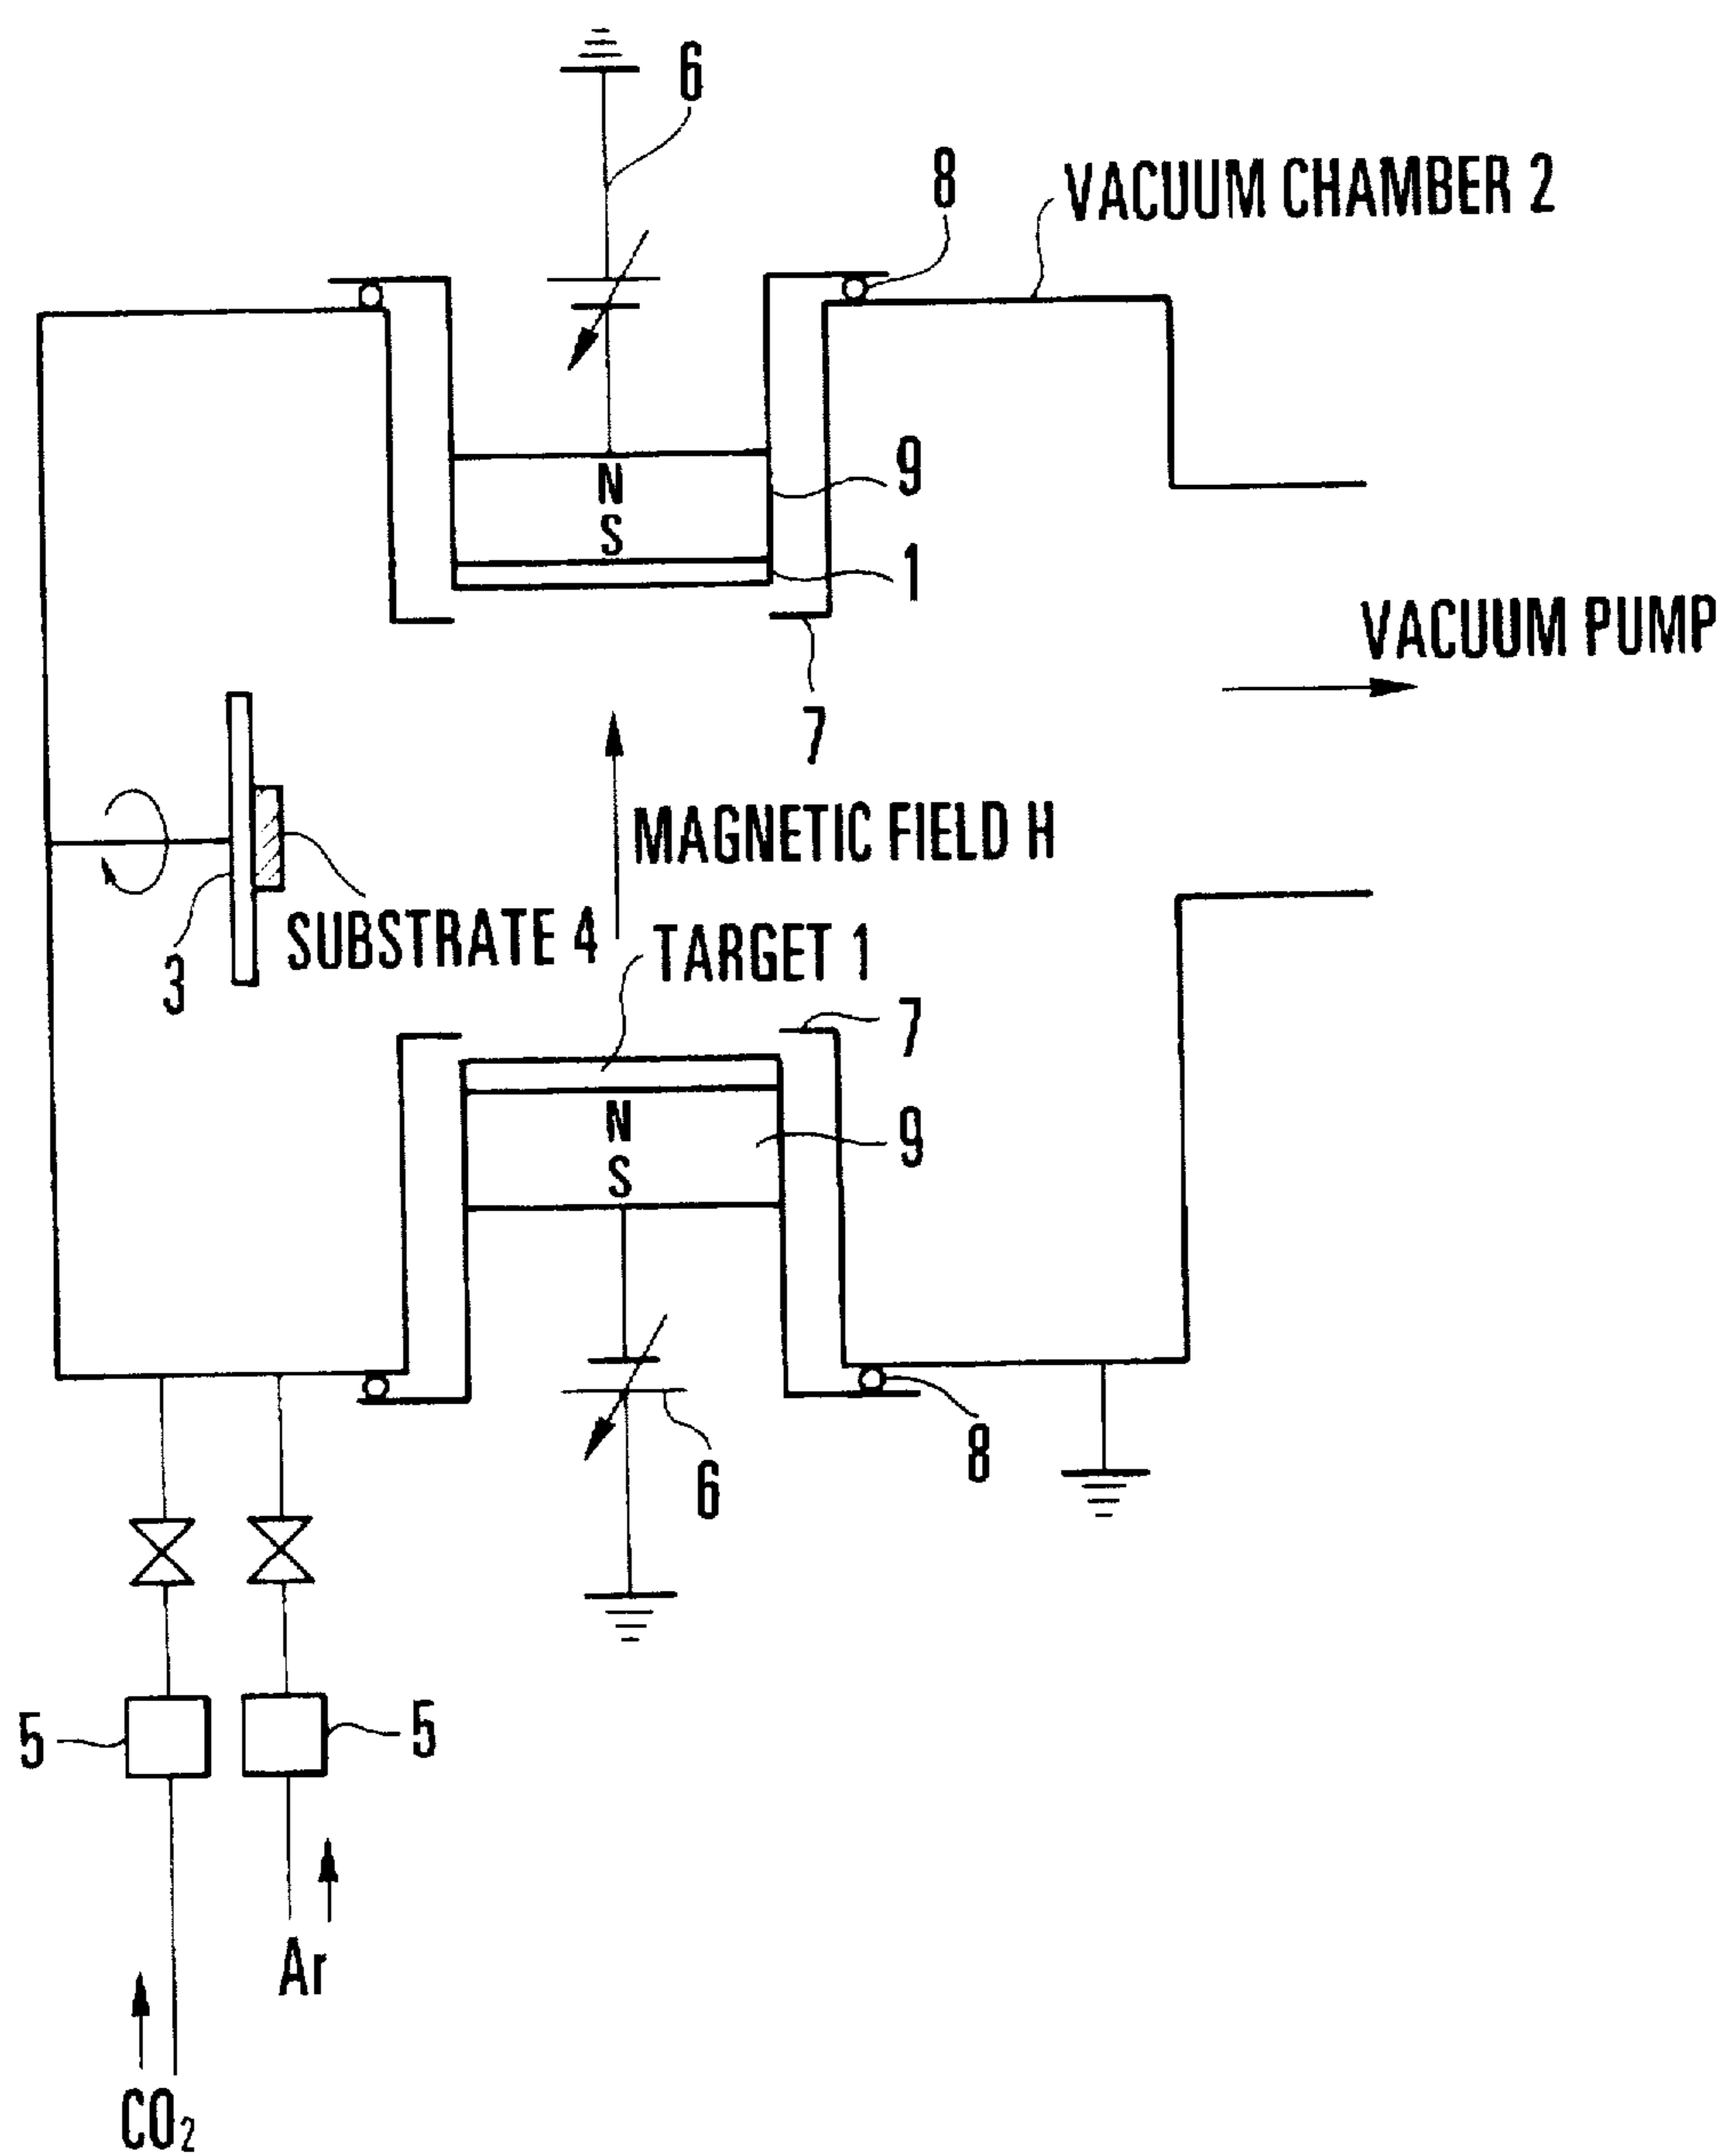 6
8
VACUUM CHAMBER 2
N
S
9
1
VACUUM PUMP
7
MAGNETIC FIELD H
SUBSTRATE 4
TARGET 1
3
7
N
S
9
8
6
5
5
Ar
CO₂